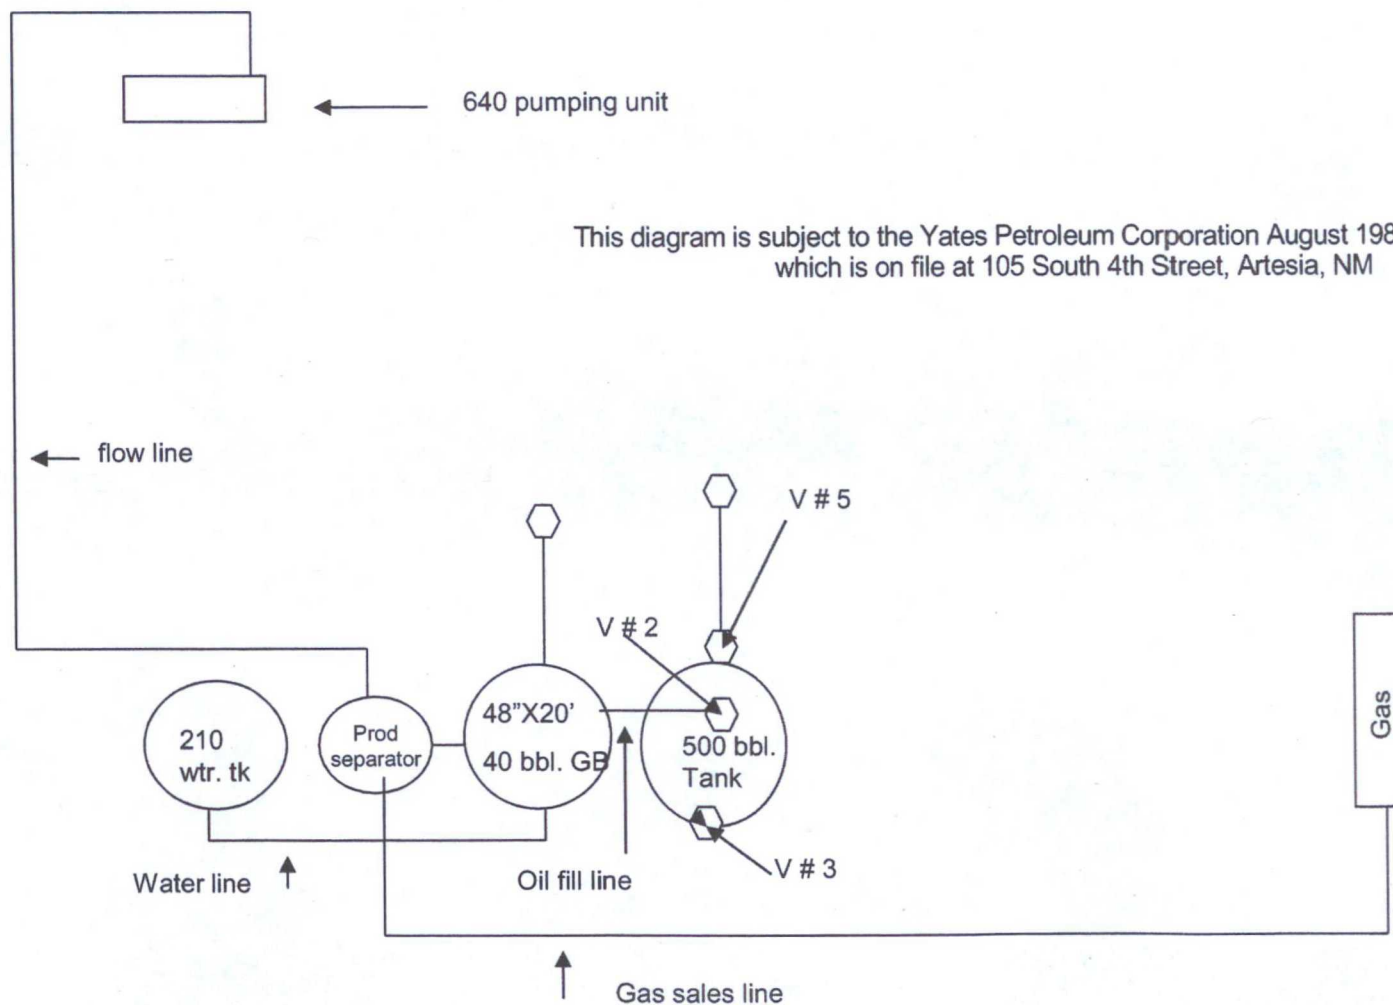 640 pumping unit
This diagram is subject to the Yates Petroleum Corporation August 198
which is on file at 105 South 4th Street, Artesia, NM
flow line
V # 5
V # 2
210
wtr. tk
Prod
separator
48”X20’
40 bbl. GB
500 bbl.
Tank
Gas
Water line
Oil fill line
V # 3
Gas sales line